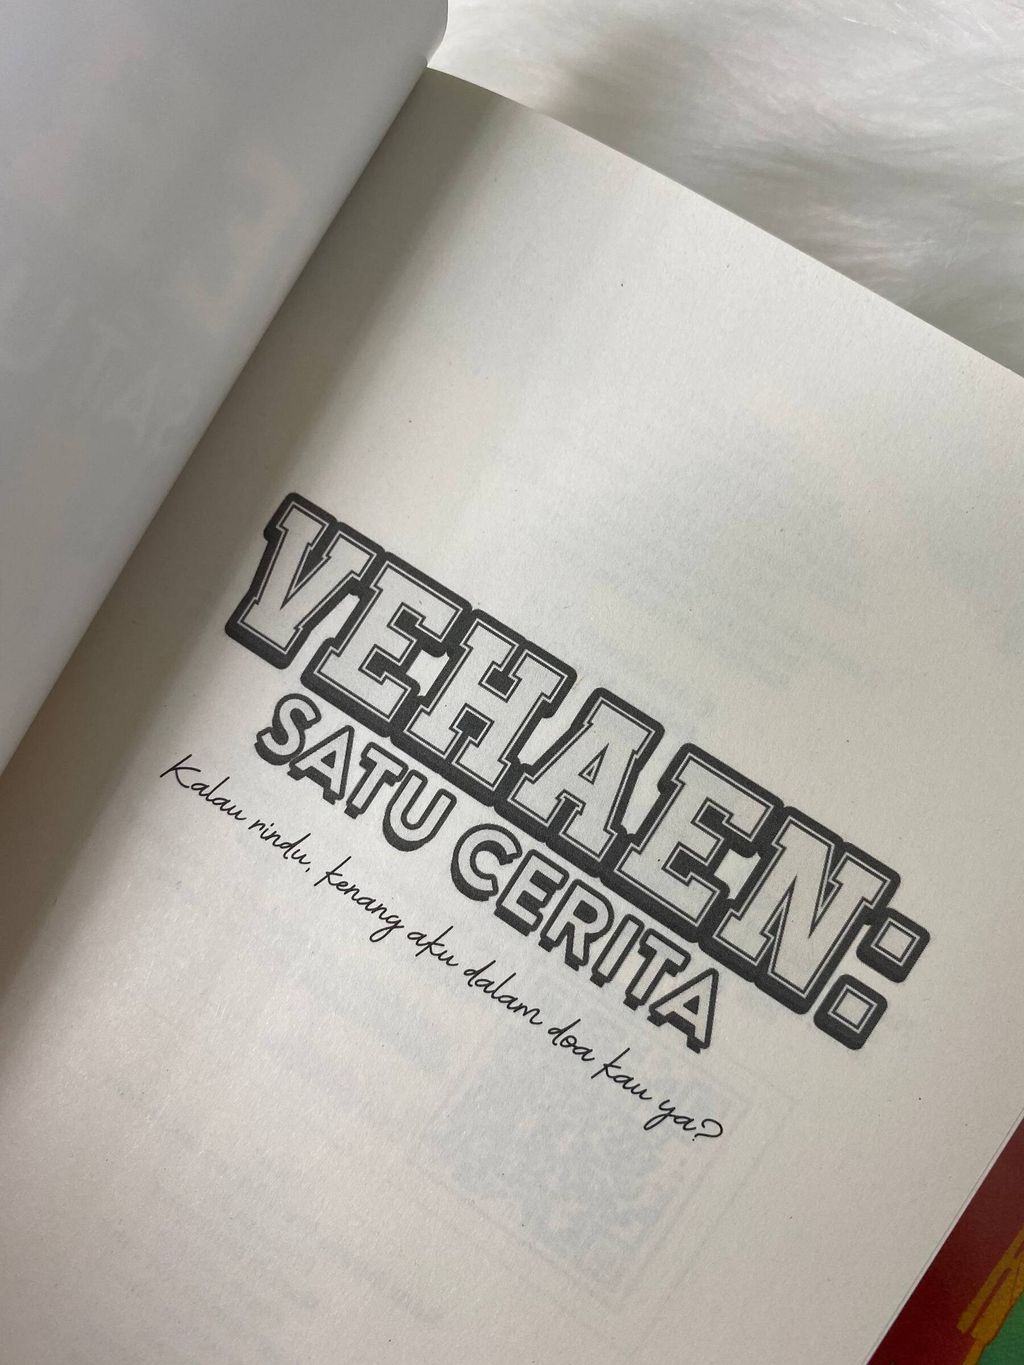 VEHAEN:
SATU CERITA
Kalau rindu, kenang aku dalam doa kau ya?